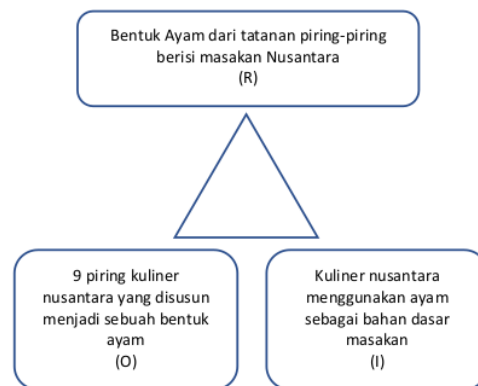 Bentuk Ayam dari tatanan piring-piring
berisi masakan Nusantara
(R)
9 piring kuliner
nusantara yang disusun
menjadi sebuah bentuk
ayam
(O)
Kuliner nusantara
menggunakan ayam
sebagai bahan dasar
masakan
(I)